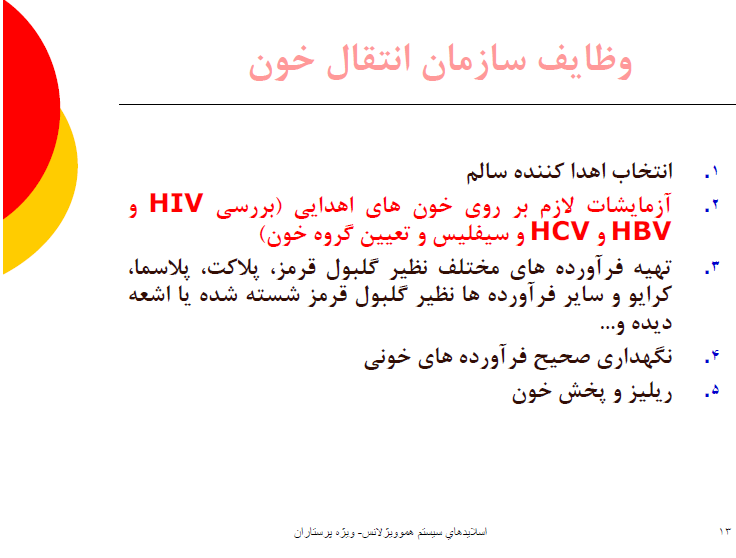 وظایف سازمان انتقال خون
۱. انتخاب اهدا کننده سالم
۲. آزمایشات لازم بر روی خون های اهدایی (بررسی HIV و
HBV و HCV و سیفلیس و تعیین گروه خون)
۳. تهیه فرآورده های مختلف نظیر گلبول قرمز، پلاکت، پلاسما،
کرایو و سایر فرآورده ها نظیر گلبول قرمز شسته شده یا اشعه
دیده و...
۴. نگهداری صحیح فرآورده های خونی
۵. ریلیز و پخش خون
اسلایدهاي سیستم هموویژلانس- ویژه پرستاران
۱۳